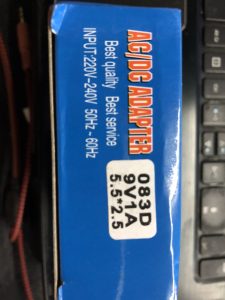 AC/DC ADAPTER
Best quality Best service
INPUT:220V-240V 50Hz~60Hz
083D
9V1A
5.5*2.5